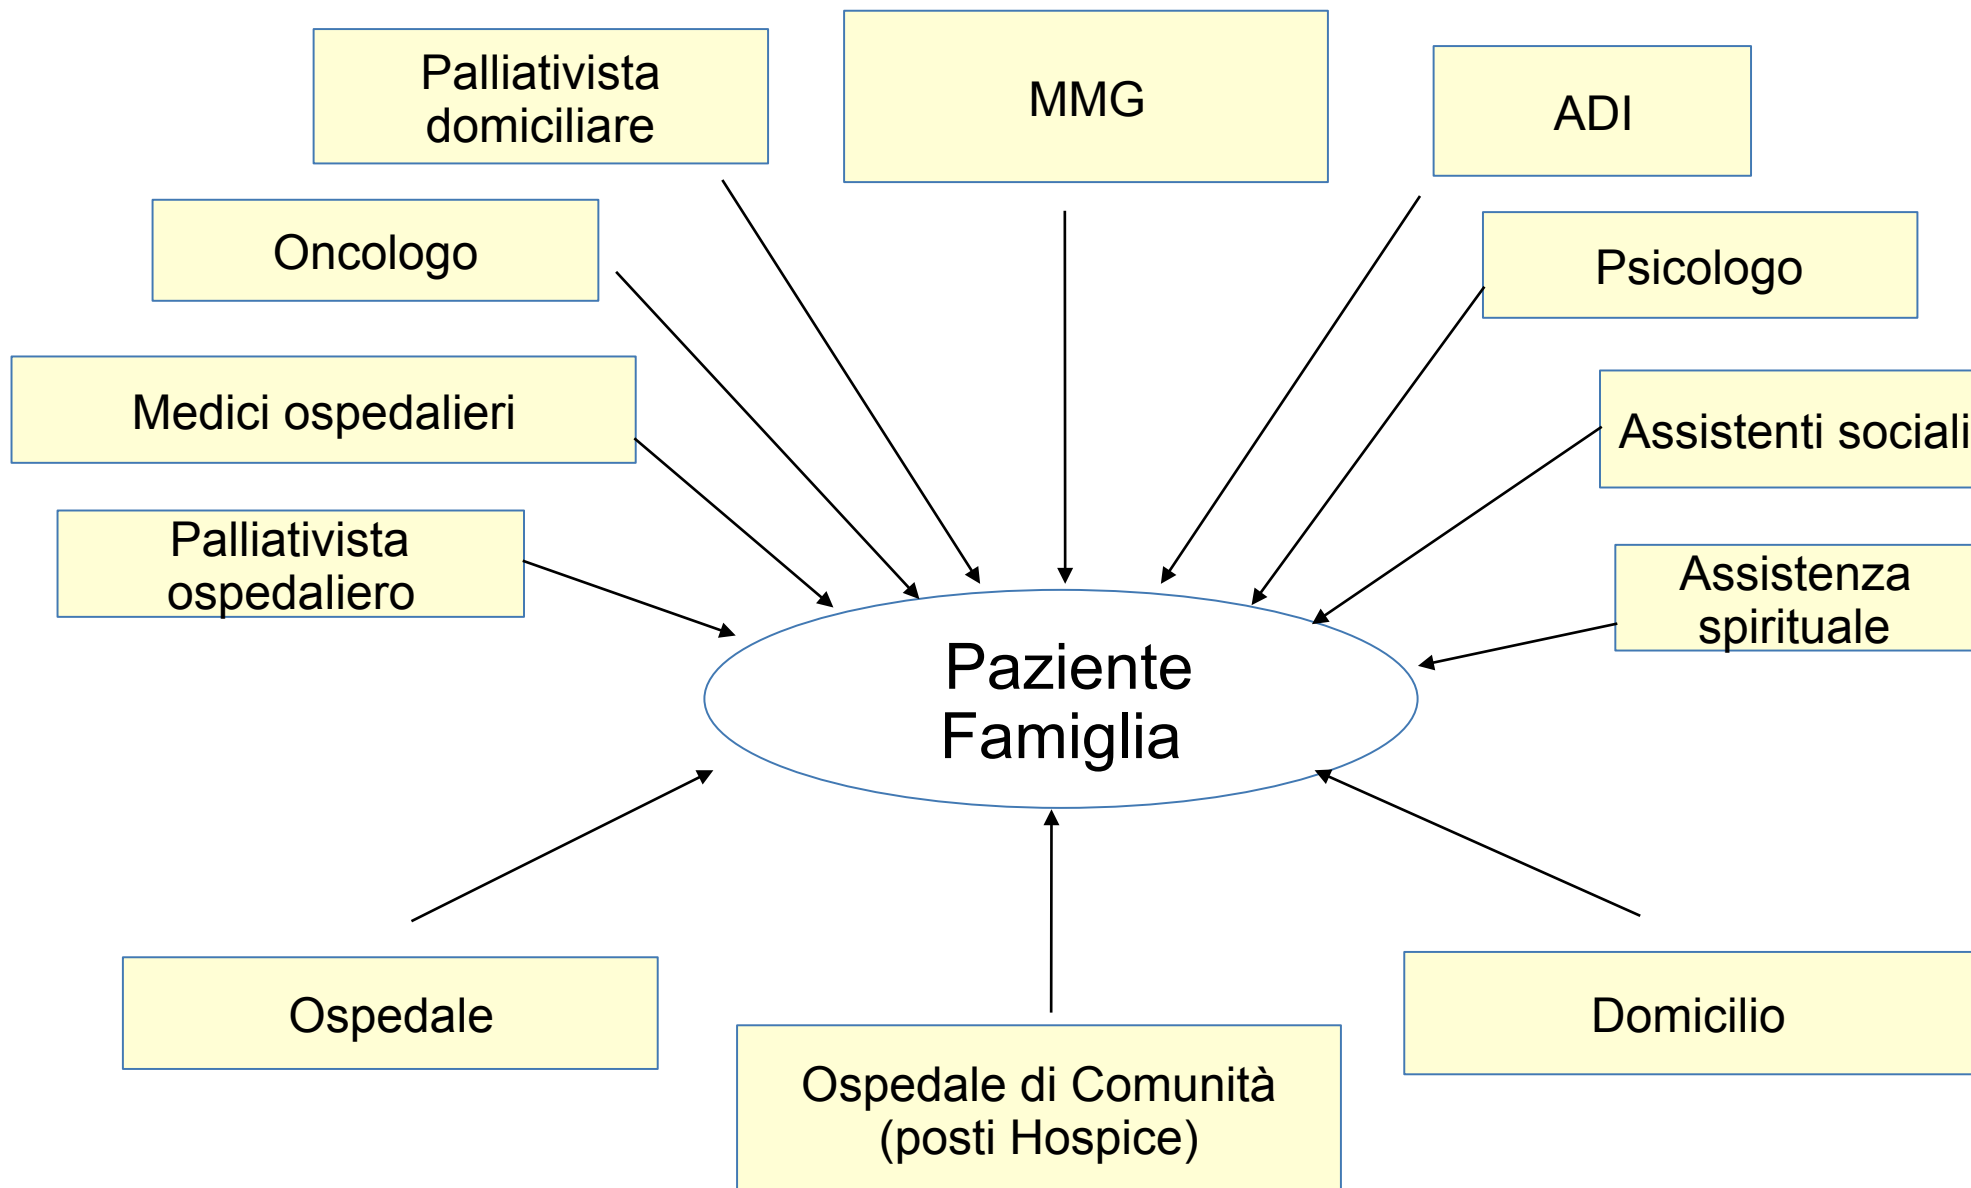 Palliativista
domiciliare
MMG
ADI
Oncologo
Psicologo
Medici ospedalieri
Assistenti sociali
Palliativista
ospedaliero
Assistenza
spirituale
Paziente
Famiglia
Ospedale
Domicilio
Ospedale di Comunità
(posti Hospice)